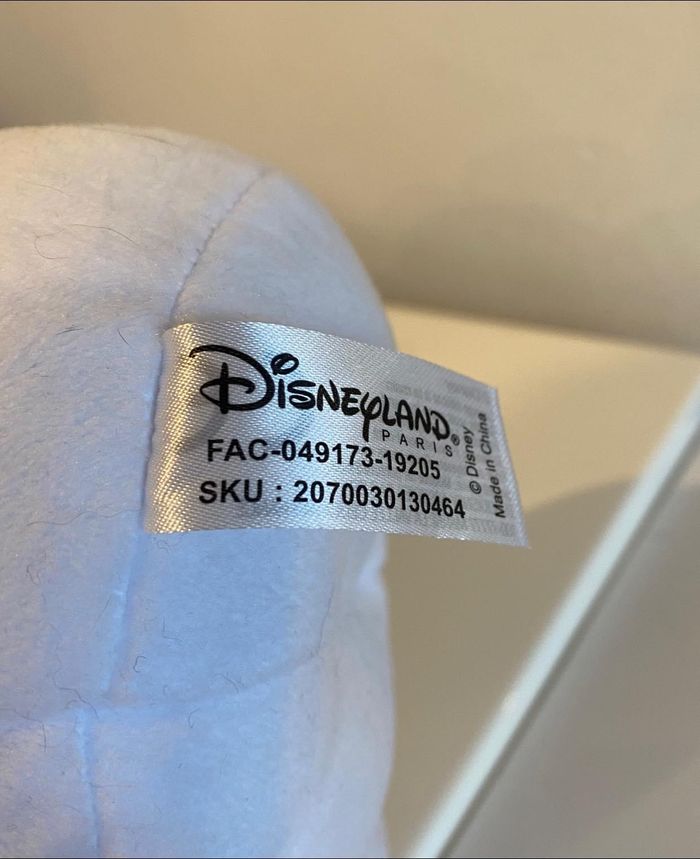 DISNEYLAND®
PARIS
FAC-049173-19205
SKU : 2070030130464
© Disney
Made in China